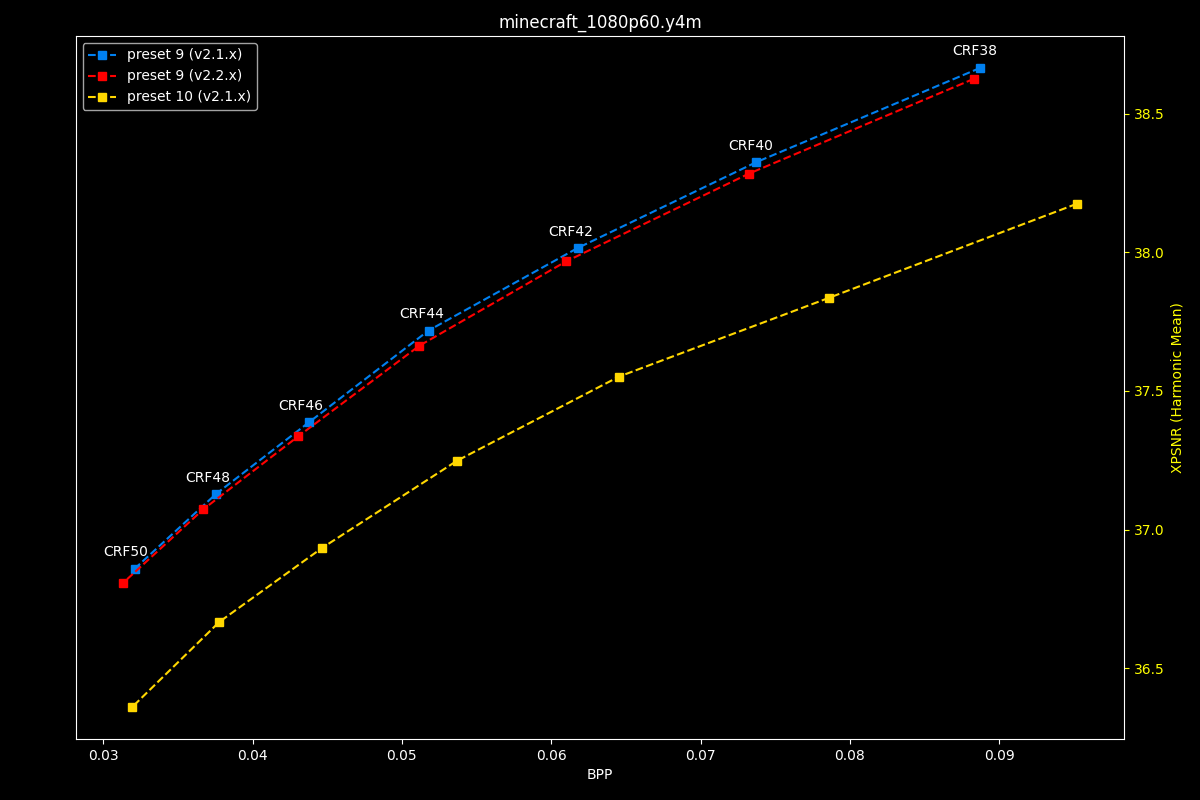 minecraft_1080p60.y4m
preset 9 (v2.1.x)
preset 9 (v2.2.x)
preset 10 (v2.1.x)
CRF38
CRF40
CRF42
CRF44
CRF46
CRF48
CRF50
38.5
38.0
37.5
37.0
36.5
XPSNR (Harmonic Mean)
0.03 0.04 0.05 0.06 0.07 0.08 0.09
BPP